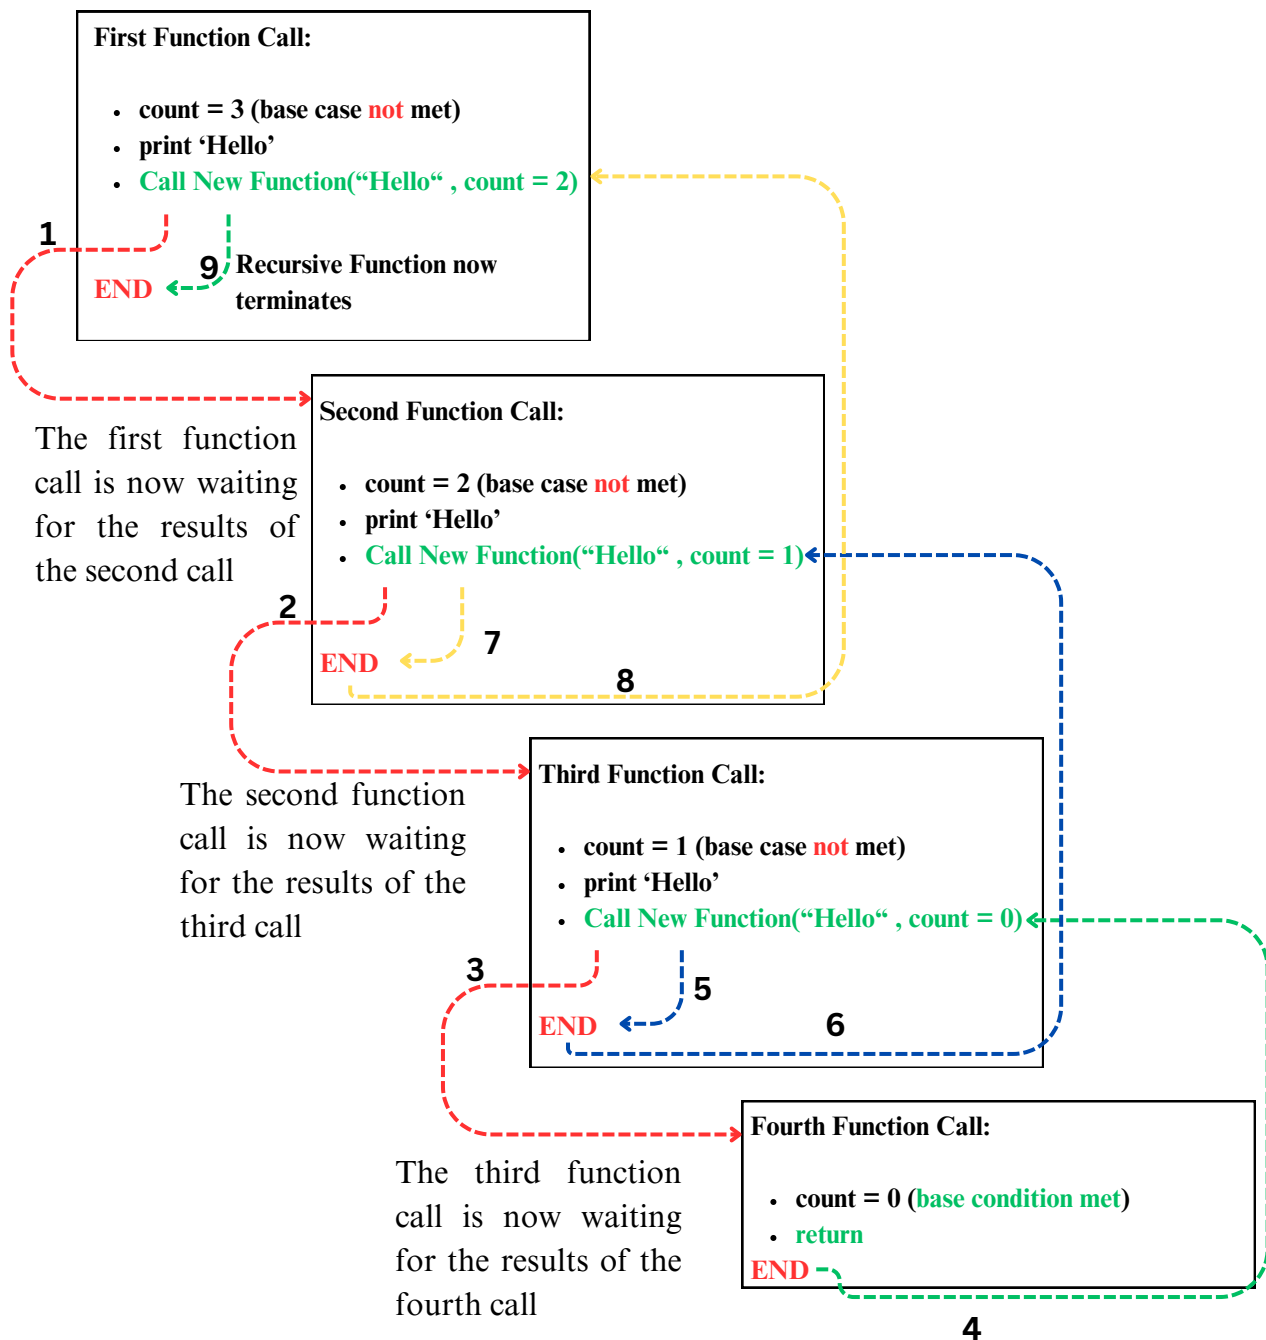 First Function Call:
• count = 3 (base case not met)
• print ‘Hello’
• Call New Function(“Hello“ , count = 2)
1
9 Recursive Function now
terminates
END
Second Function Call:
The first function
call is now waiting
for the results of
the second call
• count = 2 (base case not met)
• print ‘Hello’
• Call New Function(“Hello“ , count = 1)
2
7
END
8
Third Function Call:
The second function
call is now waiting
for the results of the
third call
• count = 1 (base case not met)
• print ‘Hello’
• Call New Function(“Hello“ , count = 0)
3
5
END
6
Fourth Function Call:
The third function
call is now waiting
for the results of the
fourth call
• count = 0 (base condition met)
• return
END
4